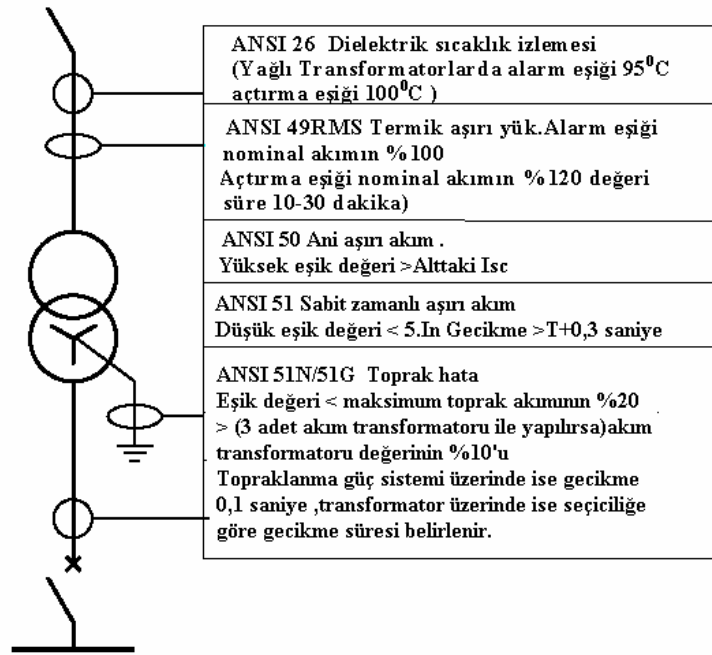 ANSI 26 Dielektrik sıcaklık izlemesi
(Yağlı Transformatorlarda alarm eşiği 95⁰C
açtırma eşiği 100⁰C )
ANSI 49RMS Termik aşırı yük.Alarm eşiği
nominal akımın %100
Açtırma eşiği nominal akımın %120 değeri
süre 10-30 dakika)
ANSI 50 Ani aşırı akım .
Yüksek eşik değeri >Alttaki Isc
ANSI 51 Sabit zamanlı aşırı akım
Düşük eşik değeri < 5.In Gecikme >T+0,3 saniye
ANSI 51N/51G Toprak hata
Eşik değeri < maksimum toprak akımının %20
> (3 adet akım transformatoru ile yapılırsa)akım
transformatoru değerinin %10'u
Topraklanma güç sistemi üzerinde ise gecikme
0,1 saniye ,transformator üzerinde ise seçiciliğe
göre gecikme süresi belirlenir.